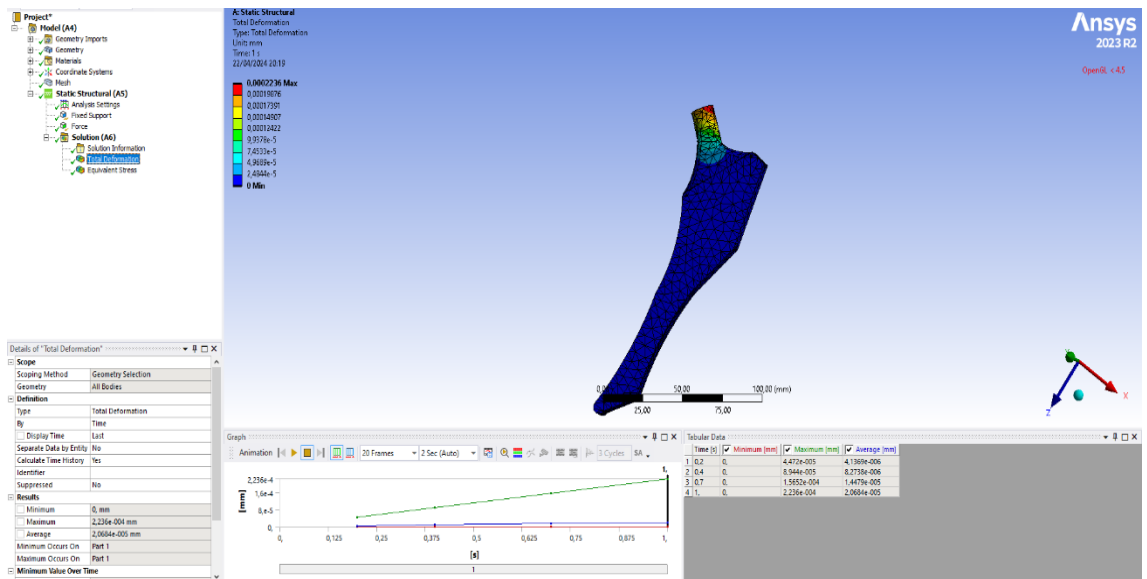 Project*
Model (A4)
Geometry Imports
Geometry
Materials
Coordinate Systems
Mesh
Static Structural (A5)
Analysis Settings
Fixed Support
Force
Solution (A6)
Solution Information
Total Deformation
Equivalent Stress
A: Static Structural
Total Deformation
Type: Total Deformation
Unit: mm
Time: 1 s
22/04/2024 20:19
0,0002236 Max
0,00019876
0,00017391
0,00014907
0,00012422
9,9378e-5
7,4533e-5
4,9689e-5
2,4844e-5
0 Min
Ansys
2023 R2
OpenGL < 4.5
50,00
100,00 (mm)
25,00
75,00
X
Z
Details of "Total Deformation"
Scope
Scoping Method Geometry Selection
Geometry All Bodies
Definition
Type Total Deformation
By Time
Display Time Last
Separate Data by Entity No
Calculate Time History Yes
Identifier
Suppressed No
Results
Minimum 0, mm
Maximum 2,236e-004 mm
Average 2,0684e-005 mm
Minimum Occurs On Part 1
Maximum Occurs On Part 1
Minimum Value Over Time
Graph
Animation 20 Frames 2 Sec (Auto) 3 Cycles SA
1,
2,236e-4
1,6e-4
[mm]
0,
0, 0,125 0,25 0,375 0,5 0,625 0,75 0,875 1,
[s]
1
Tabular Data
Time [s] Minimum [mm] Maximum [mm] Average [mm]
1 0,2 0, 4,472e-005 4,1369e-006
2 0,4 0, 8,944e-005 8,2738e-006
3 0,7 0, 1,5652e-004 1,4479e-005
4 1, 0, 2,236e-004 2,0684e-005